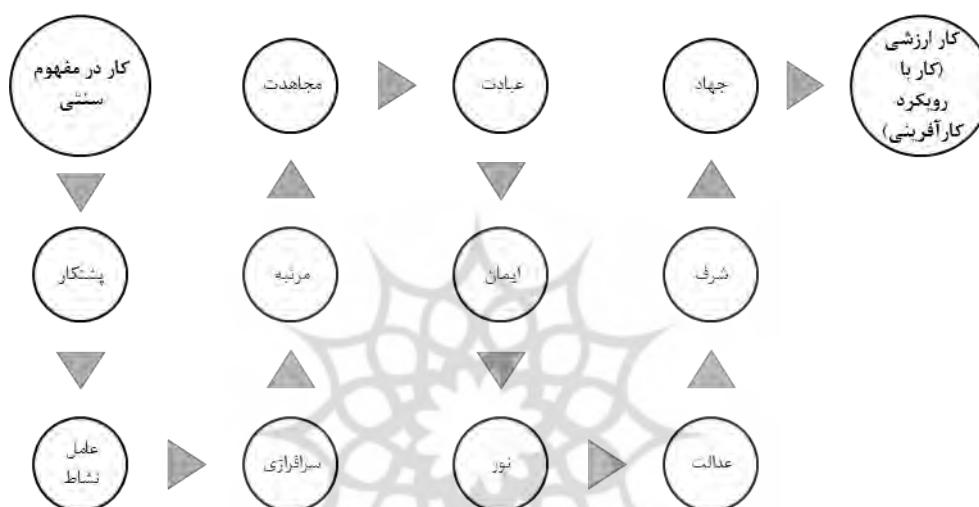 کار در مفهوم
سنتی
پشتکار
عامل
نشاط
سرافرازی
مرتبه
مجاهدت
عبادت
ایمان
نور
عدالت
شرف
جهاد
کار ارزشی
(کار با
رویکرد
کارآفرینی)